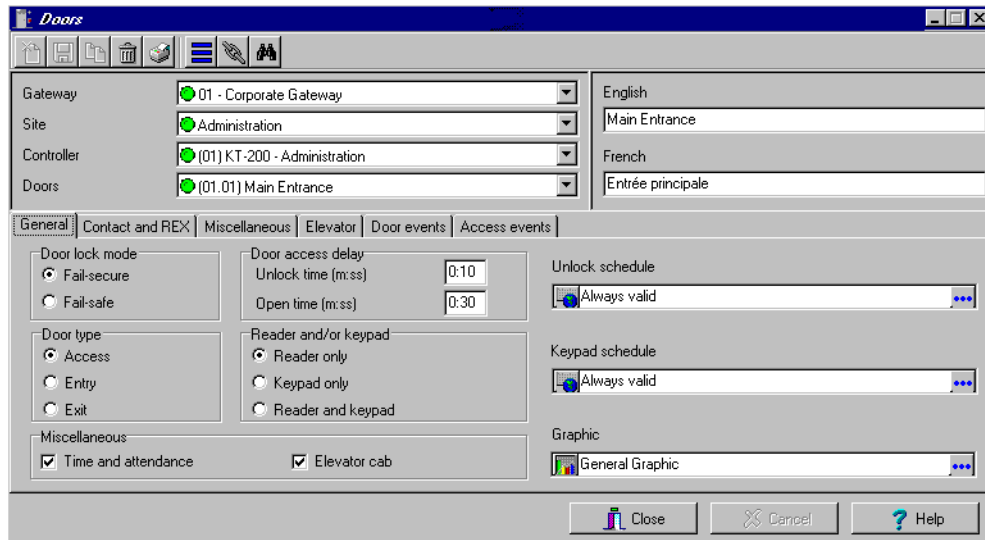 Doors
Gateway
01 - Corporate Gateway
Site
Administration
Controller
(01) KT-200 - Administration
Doors
(01.01) Main Entrance
English
Main Entrance
French
Entrée principale
General
Contact and REX
Miscellaneous
Elevator
Door events
Access events
Door lock mode
Fail-secure
Fail-safe
Door access delay
Unlock time (m:ss)
0:10
Open time (m:ss)
0:30
Unlock schedule
Always valid
Door type
Access
Entry
Exit
Reader and/or keypad
Reader only
Keypad only
Reader and keypad
Keypad schedule
Always valid
Miscellaneous
Time and attendance
Elevator cab
Graphic
General Graphic
Close
Cancel
Help